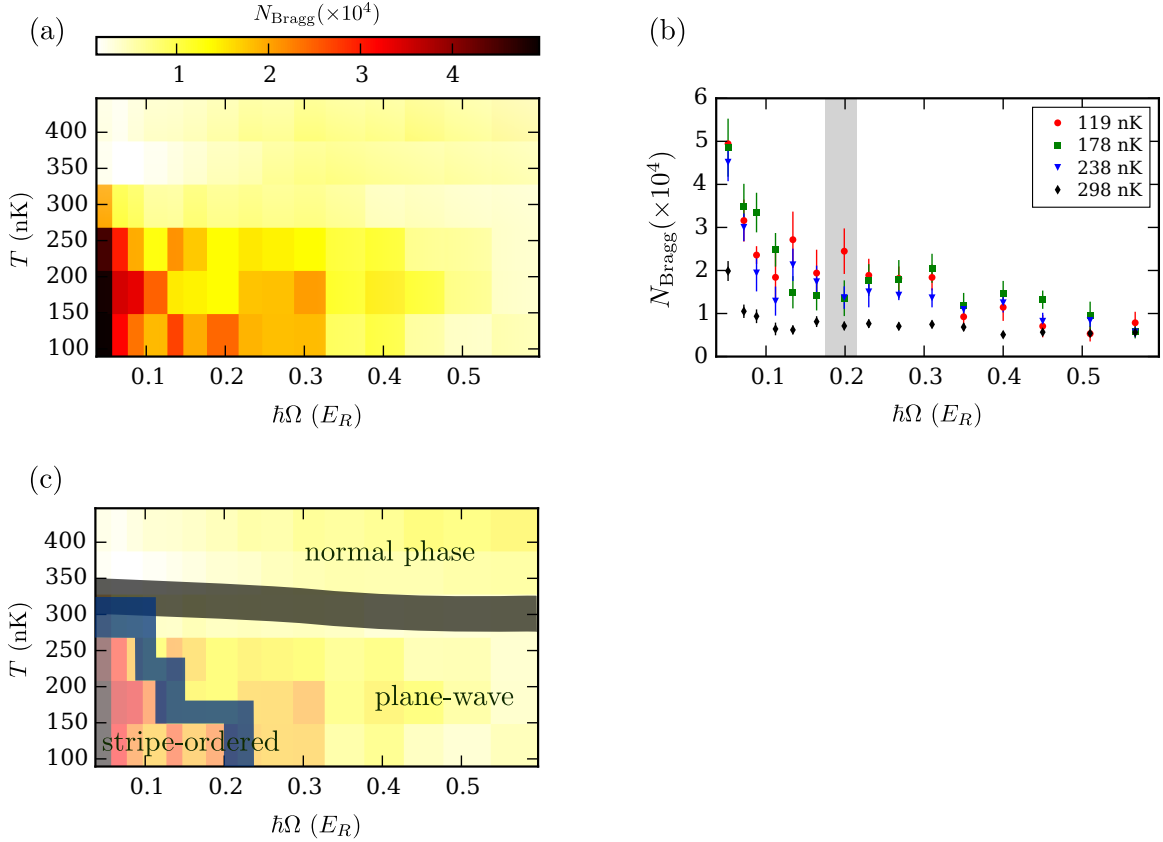 (a)
N_Bragg(×10⁴)
1 2 3 4
400
350
300
250
200
150
100
T (nK)
0.1 0.2 0.3 0.4 0.5
ħΩ (E_R)
(b)
6
5
4
3
2
1
0
N_Bragg(×10⁴)
119 nK
178 nK
238 nK
298 nK
0.1 0.2 0.3 0.4 0.5
ħΩ (E_R)
(c)
400
350
300
250
200
150
100
T (nK)
normal phase
plane-wave
stripe-ordered
0.1 0.2 0.3 0.4 0.5
ħΩ (E_R)